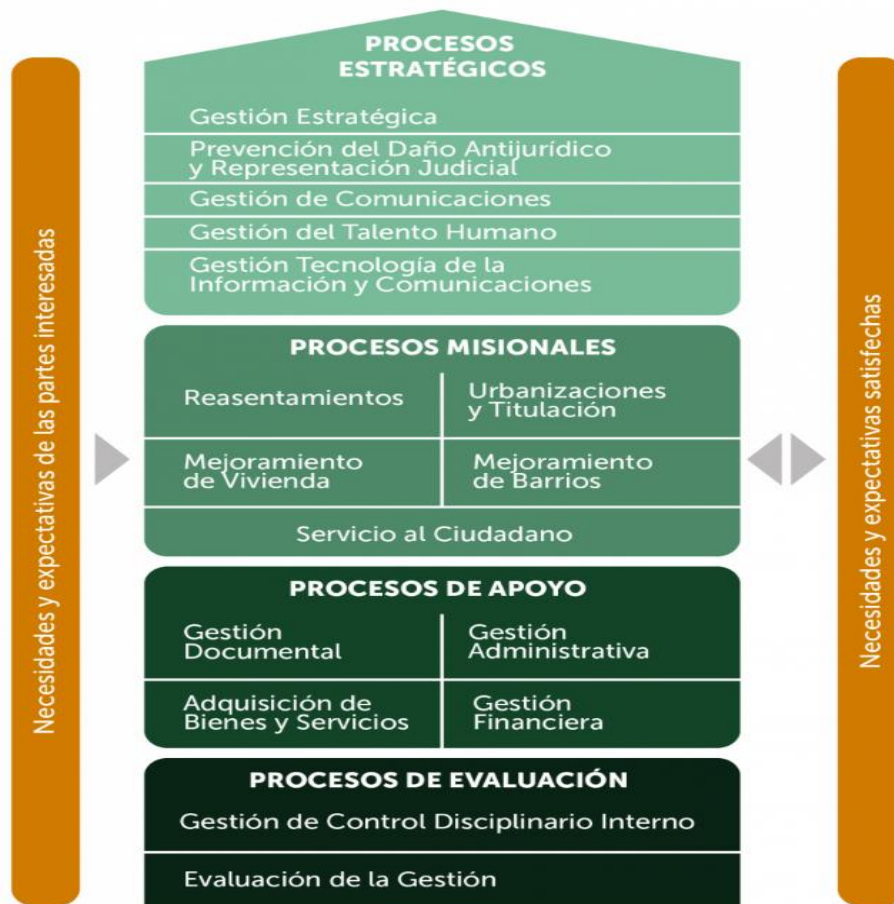 Necesidades y expectativas de las partes interesadas
PROCESOS
ESTRATÉGICOS
Gestión Estratégica
Prevención del Daño Antijurídico
y Representación Judicial
Gestión de Comunicaciones
Gestión del Talento Humano
Gestión Tecnología de la
Información y Comunicaciones
PROCESOS MISIONALES
Reasentamientos
Urbanizaciones
y Titulación
Mejoramiento
de Vivienda
Mejoramiento
de Barrios
Servicio al Ciudadano
PROCESOS DE APOYO
Gestión
Documental
Gestión
Administrativa
Adquisición de
Bienes y Servicios
Gestión
Financiera
PROCESOS DE EVALUACIÓN
Gestión de Control Disciplinario Interno
Evaluación de la Gestión
Necesidades y expectativas satisfechas